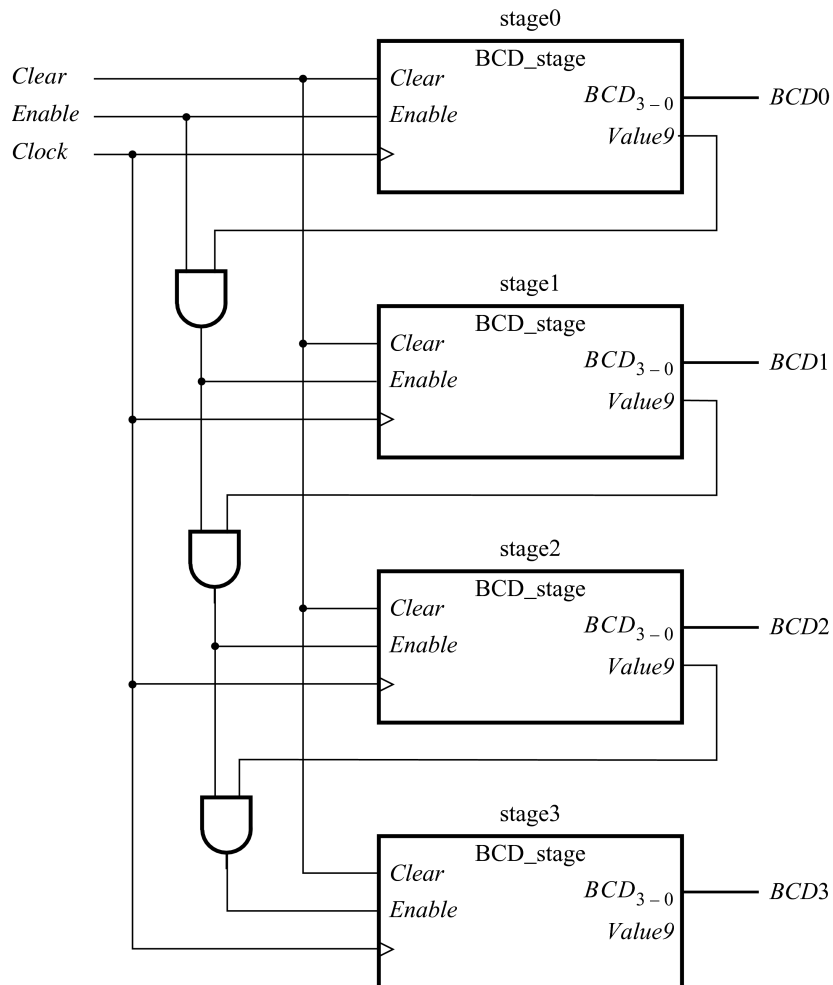 stage0
BCD_stage
Clear
Clear
BCD3–0
BCD0
Enable
Enable
Value9
Clock
stage1
BCD_stage
Clear
BCD3–0
BCD1
Enable
Value9
stage2
BCD_stage
Clear
BCD3–0
BCD2
Enable
Value9
stage3
BCD_stage
Clear
BCD3–0
BCD3
Enable
Value9